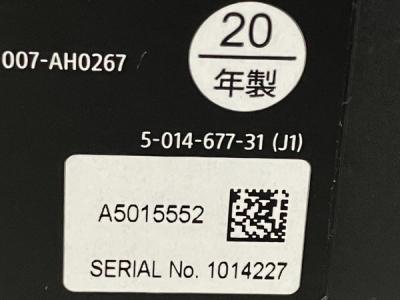 20
年製
007-AH0267
5-014-677-31 (J1)
A5015552
SERIAL No. 1014227